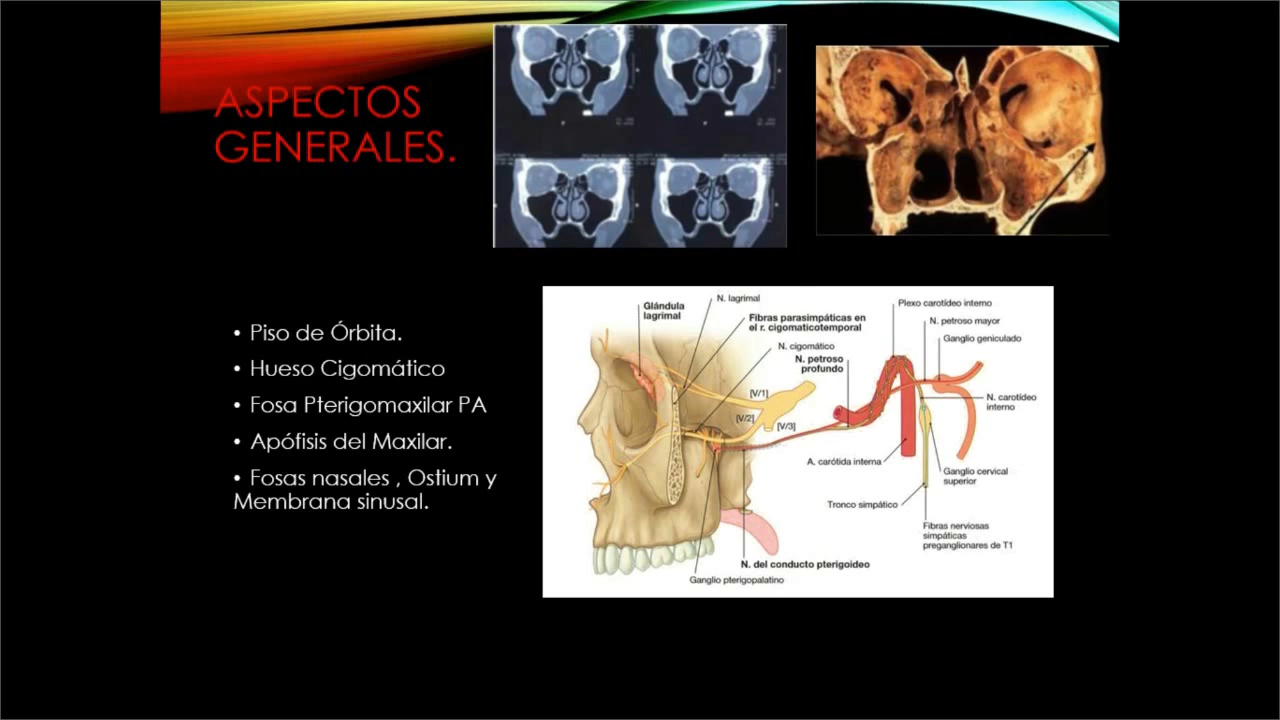 ASPECTOS
GENERALES.
• Piso de Órbita.
• Hueso Cigomático
• Fosa Pterigomaxilar PA
• Apófisis del Maxilar.
• Fosas nasales , Ostium y
Membrana sinusal.
N. lagrimal
Glándula
lagrimal
Fibras parasimpáticas en
el r. cigomaticotemporal
N. cigomático
N. petroso
profundo
Plexo carotídeo interno
N. petroso mayor
Ganglio geniculado
[V/1]
[V/2]
[V/3]
N. carotídeo
interno
A. carótida interna
Ganglio cervical
superior
Tronco simpático
Fibras nerviosas
simpáticas
preganglionares de T1
N. del conducto pterigoideo
Ganglio pterigopalatino